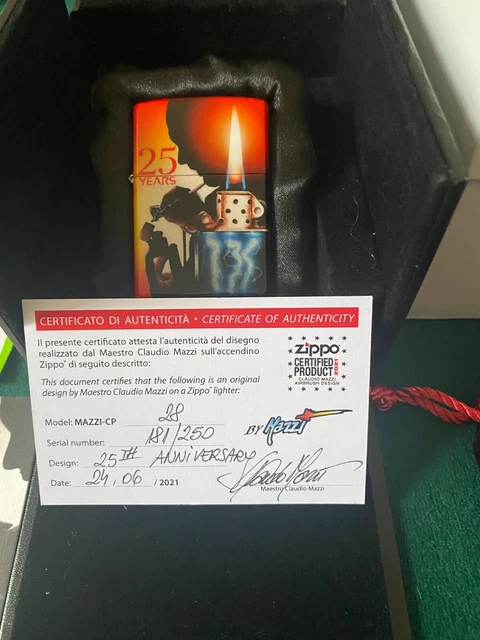 25
YEARS
CERTIFICATO DI AUTENTICITÀ • CERTIFICATE OF AUTHENTICITY
Il presente certificato attesta l'autenticità del disegno
realizzato dal Maestro Claudio Mazzi sull'accendino
Zippo® di seguito descritto:
This document certifies that the following is an original
design by Maestro Claudio Mazzi on a Zippo® lighter:
zippo
CERTIFIED
PRODUCT 2021
CLAUDIO MAZZI
AIRBRUSH DESIGN
Model: MAZZI-CP 28
Serial number: 181/250
Design: 25TH ANNIVERSARY
Date: 24.06 / 2021
BY Mazzi
Maestro Claudio Mazzi